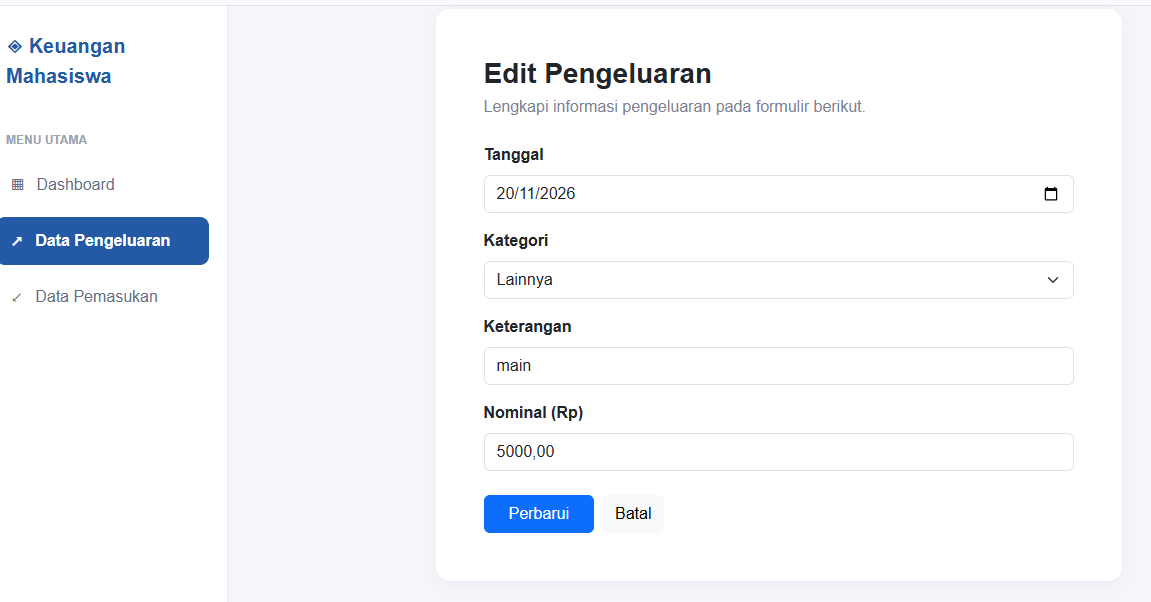 Keuangan
Mahasiswa
MENU UTAMA
Dashboard
Data Pengeluaran
Data Pemasukan
Edit Pengeluaran
Lengkapi informasi pengeluaran pada formulir berikut.
Tanggal
20/11/2026
Kategori
Lainnya
Keterangan
main
Nominal (Rp)
5000,00
Perbarui Batal